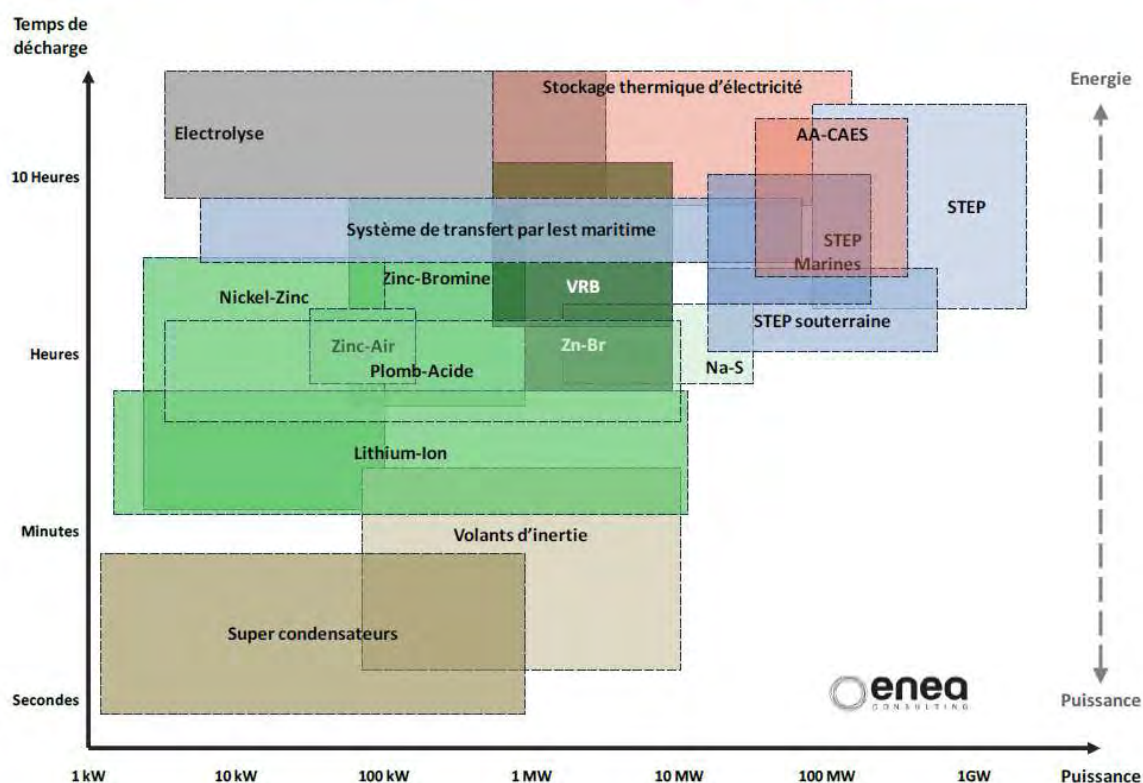 Temps de
décharge
Energie
Stockage thermique d’électricité
Electrolyse
AA-CAES
10 Heures
STEP
Système de transfert par lest maritime
STEP
Marines
Zinc-Bromine
VRB
Nickel-Zinc
STEP souterraine
Zinc-Air
Zn-Br
Heures
Plomb-Acide
Na-S
Lithium-Ion
Minutes
Volants d’inertie
Super condensateurs
enea
CONSULTING
Secondes
Puissance
1 kW
10 kW
100 kW
1 MW
10 MW
100 MW
1GW
Puissance